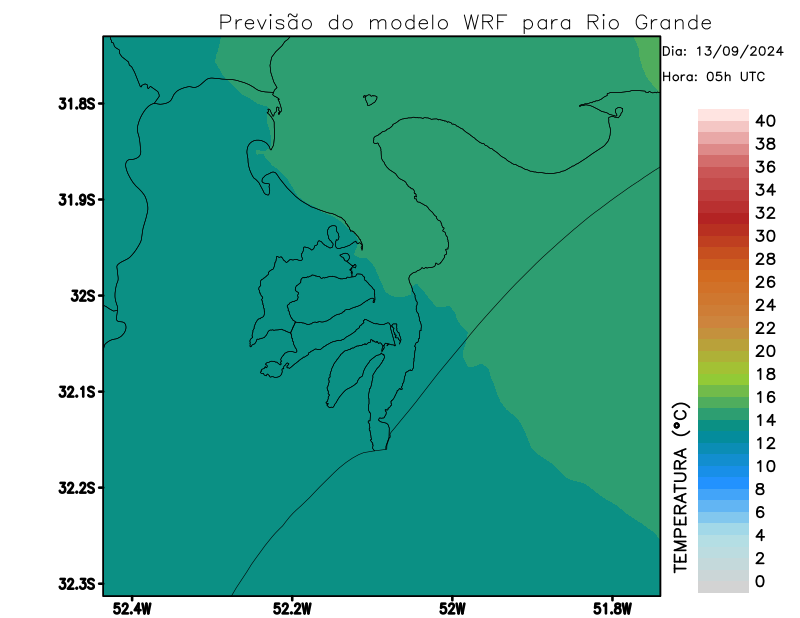 Previsão do modelo WRF para Rio Grande
Dia: 13/09/2024
Hora: 05h UTC
31.8S
31.9S
32S
32.1S
32.2S
32.3S
52.4W
52.2W
52W
51.8W
TEMPERATURA (°C)
40
38
36
34
32
30
28
26
24
22
20
18
16
14
12
10
8
6
4
2
0